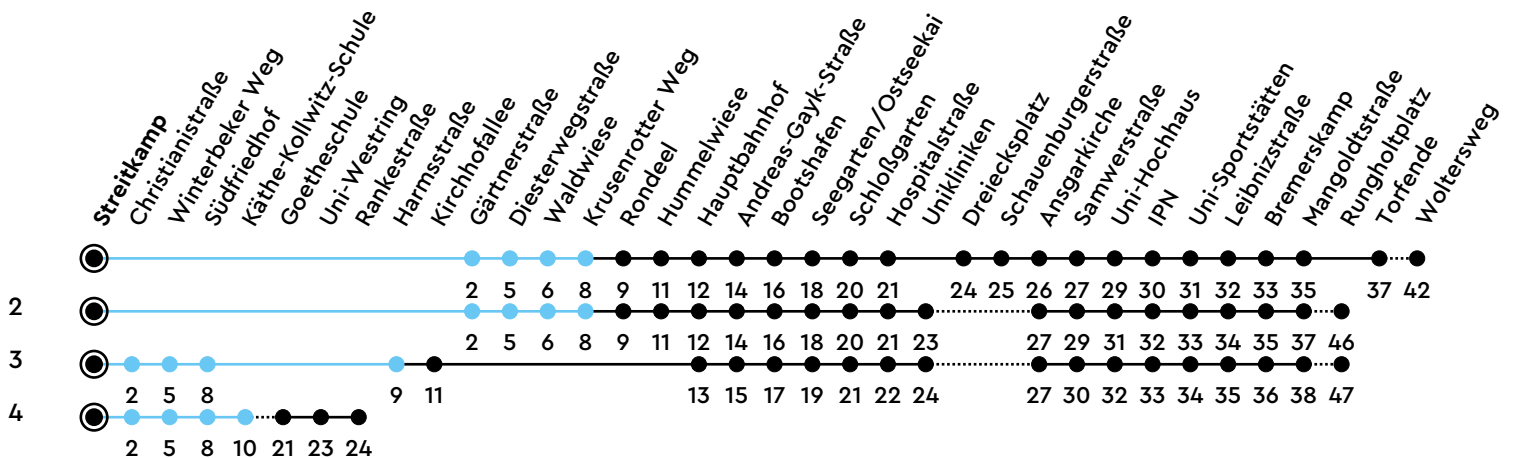 Streitkamp
Christianistraße
Winterbeker Weg
Südfriedhof
Käthe-Kollwitz-Schule
Goetheschule
Uni-Westring
Rankestraße
Harmsstraße
Kirchhofallee
Gärtnerstraße
Diesterwegstraße
Waldwiese
Krusenrotter Weg
Rondeel
Hummelwiese
Hauptbahnhof
Andreas-Gayk-Straße
Bootshafen
Seegarten/Ostseekai
Schloßgarten
Hospitalstraße
Unikliniken
Dreiecksplatz
Schauenburgerstraße
Ansgarkirche
Samwerstraße
Uni-Hochhaus
IPN
Uni-Sportstätten
Leibnizstraße
Bremerskamp
Mangoldtstraße
Rungholtplatz
Torfende
Woltersweg
2 5 6 8 9 11 12 14 16 18 20 21 24 25 26 27 29 30 31 32 33 35 37 42
2
2 5 6 8 9 11 12 14 16 18 20 21 23 27 29 31 32 33 34 35 37 46
3
2 5 8 9 11 13 15 17 19 21 22 24 27 30 32 33 34 35 36 38 47
4
2 5 8 10 21 23 24